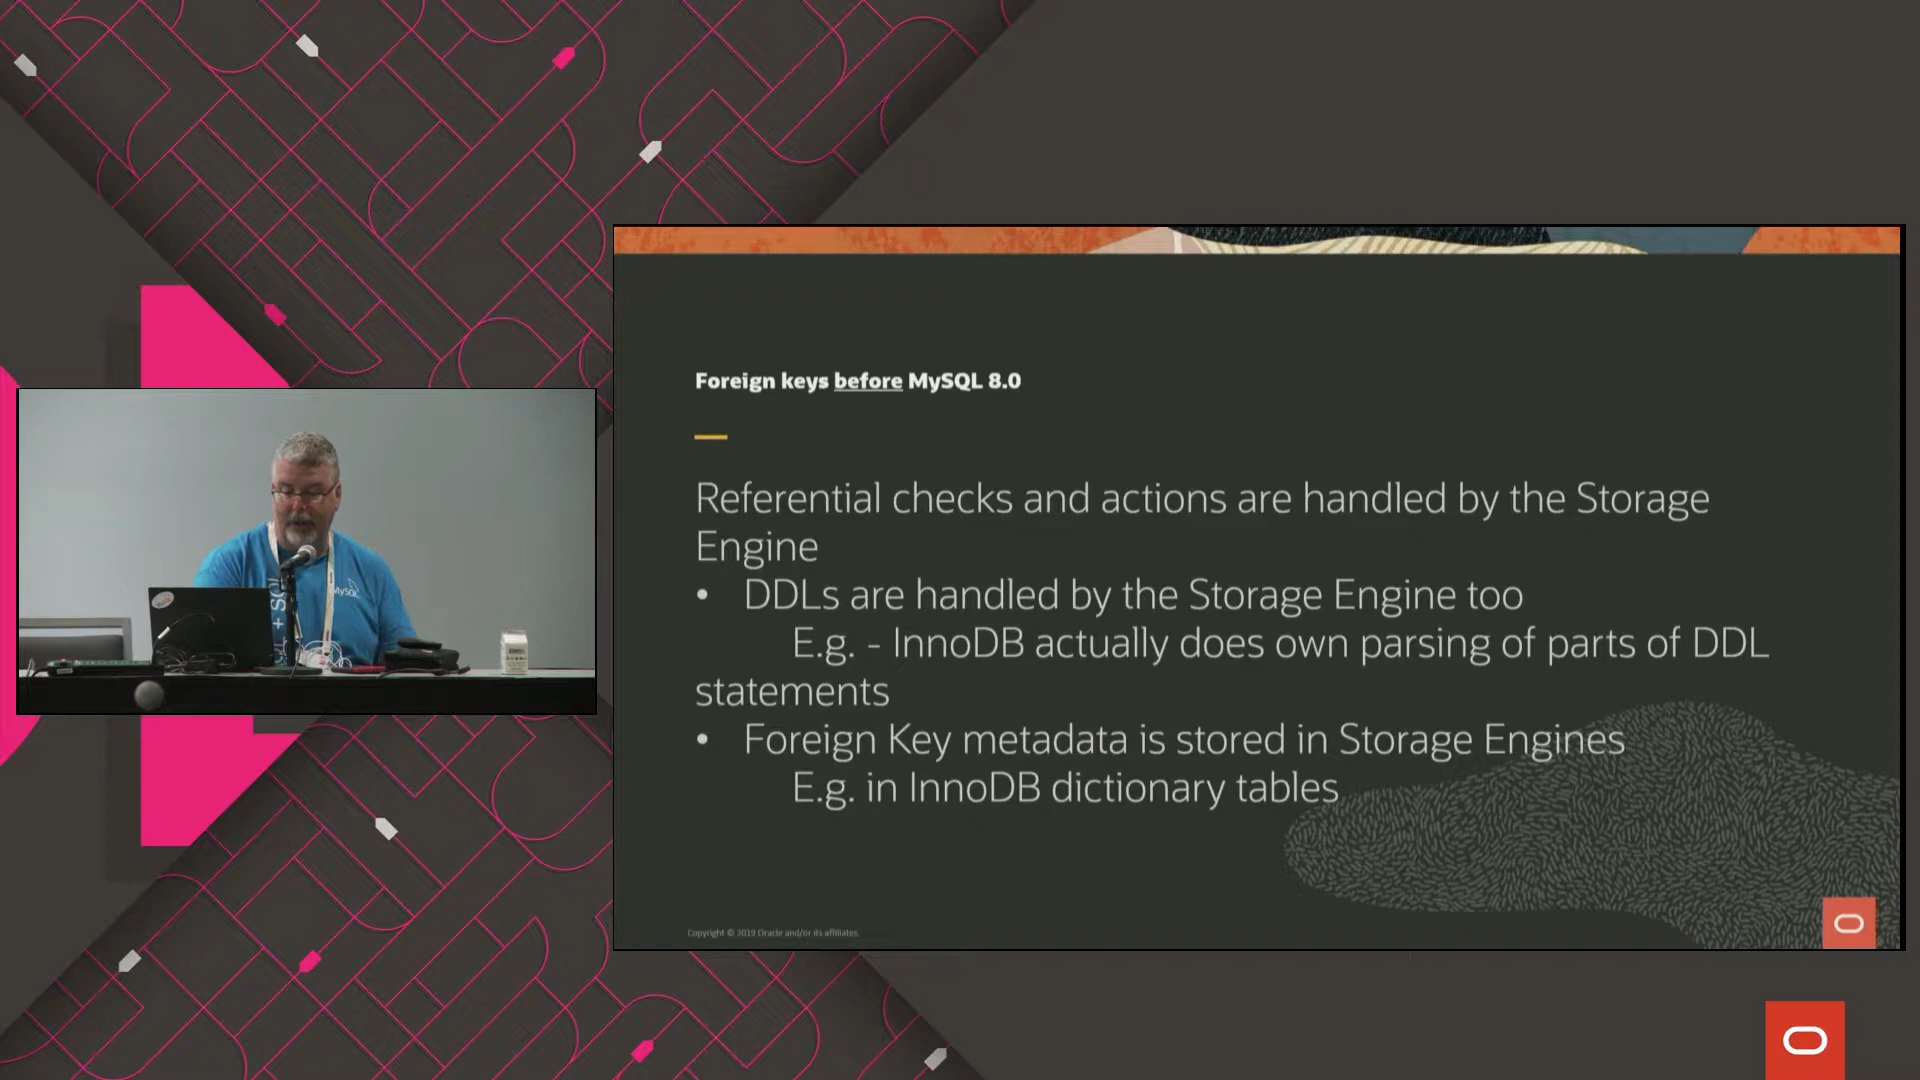 Foreign keys before MySQL 8.0
Referential checks and actions are handled by the Storage
Engine
• DDLs are handled by the Storage Engine too
E.g. - InnoDB actually does own parsing of parts of DDL
statements
• Foreign Key metadata is stored in Storage Engines
E.g. in InnoDB dictionary tables
Copyright © 2019 Oracle and/or its affiliates.
MySQL